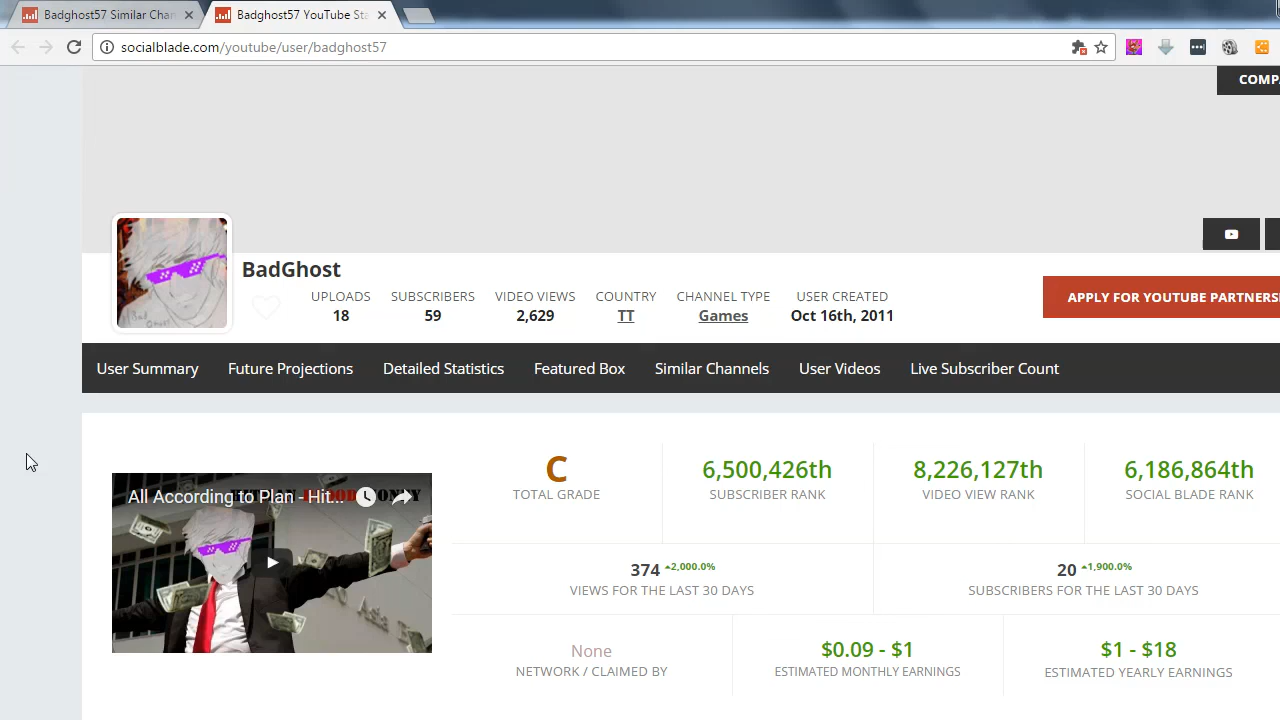 Badghost57 Similar Chan
Badghost57 YouTube Sta
socialblade.com/youtube/user/badghost57
COMPA
BadGhost
UPLOADS SUBSCRIBERS VIDEO VIEWS COUNTRY CHANNEL TYPE USER CREATED
18 59 2,629 TT Games Oct 16th, 2011
APPLY FOR YOUTUBE PARTNERS
User Summary Future Projections Detailed Statistics Featured Box Similar Channels User Videos Live Subscriber Count
All According to Plan - Hit...
ONLY
C 6,500,426th 8,226,127th 6,186,864th
TOTAL GRADE SUBSCRIBER RANK VIDEO VIEW RANK SOCIAL BLADE RANK
374 2,000.0% 20 1,900.0%
VIEWS FOR THE LAST 30 DAYS SUBSCRIBERS FOR THE LAST 30 DAYS
None $0.09 - $1 $1 - $18
NETWORK / CLAIMED BY ESTIMATED MONTHLY EARNINGS ESTIMATED YEARLY EARNINGS